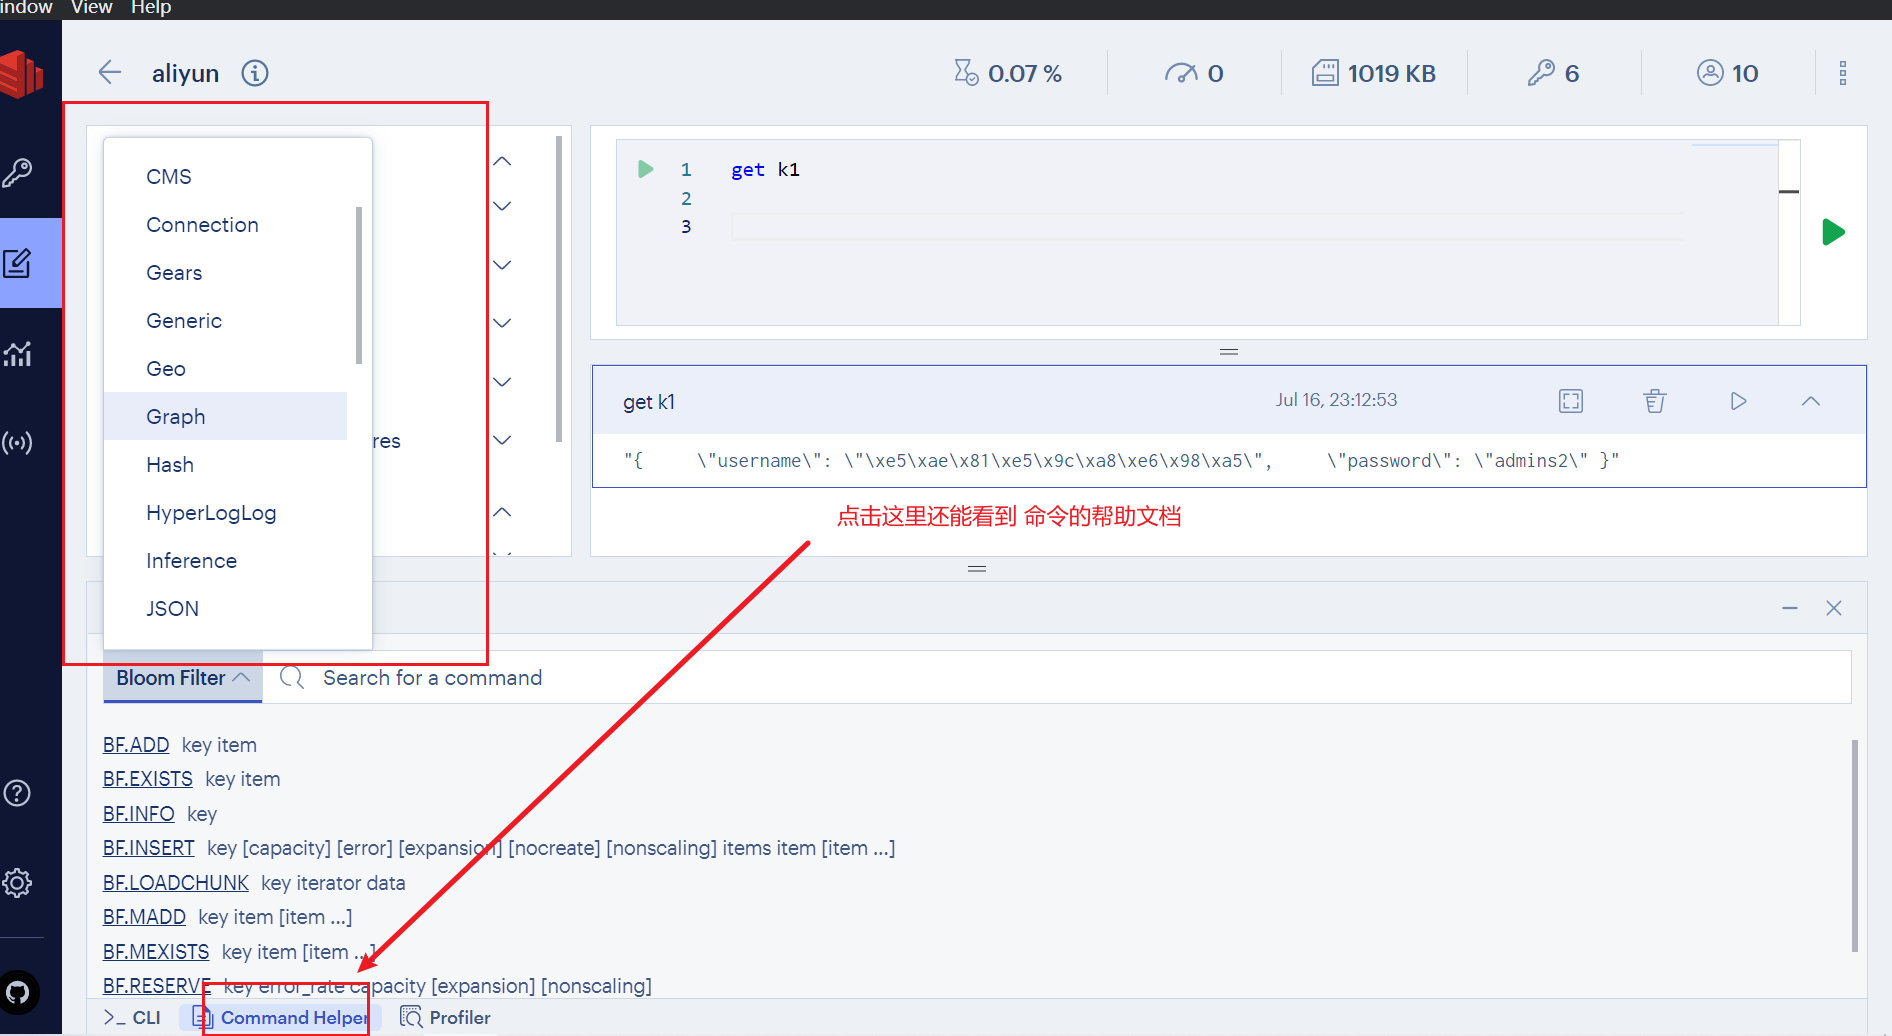 indow View Help
aliyun
0.07 %
0
1019 KB
6
10
CMS
Connection
Gears
Generic
Geo
Graph
Hash
HyperLogLog
Inference
JSON
res
1 get k1
2
3
get k1 Jul 16, 23:12:53
"{ \"username\": \"\xe5\xae\x81\xe5\x9c\xa8\xe6\x98\xa5\", \"password\": \"admins2\" }"
点击这里还能看到 命令的帮助文档
Bloom Filter Search for a command
BF.ADD key item
BF.EXISTS key item
BF.INFO key
BF.INSERT key [capacity] [error] [expansion] [nocreate] [nonscaling] items item [item ...]
BF.LOADCHUNK key iterator data
BF.MADD key item [item ...]
BF.MEXISTS key item [item ...]
BF.RESERVE key error_rate capacity [expansion] [nonscaling]
>_ CLI Command Helper Profiler